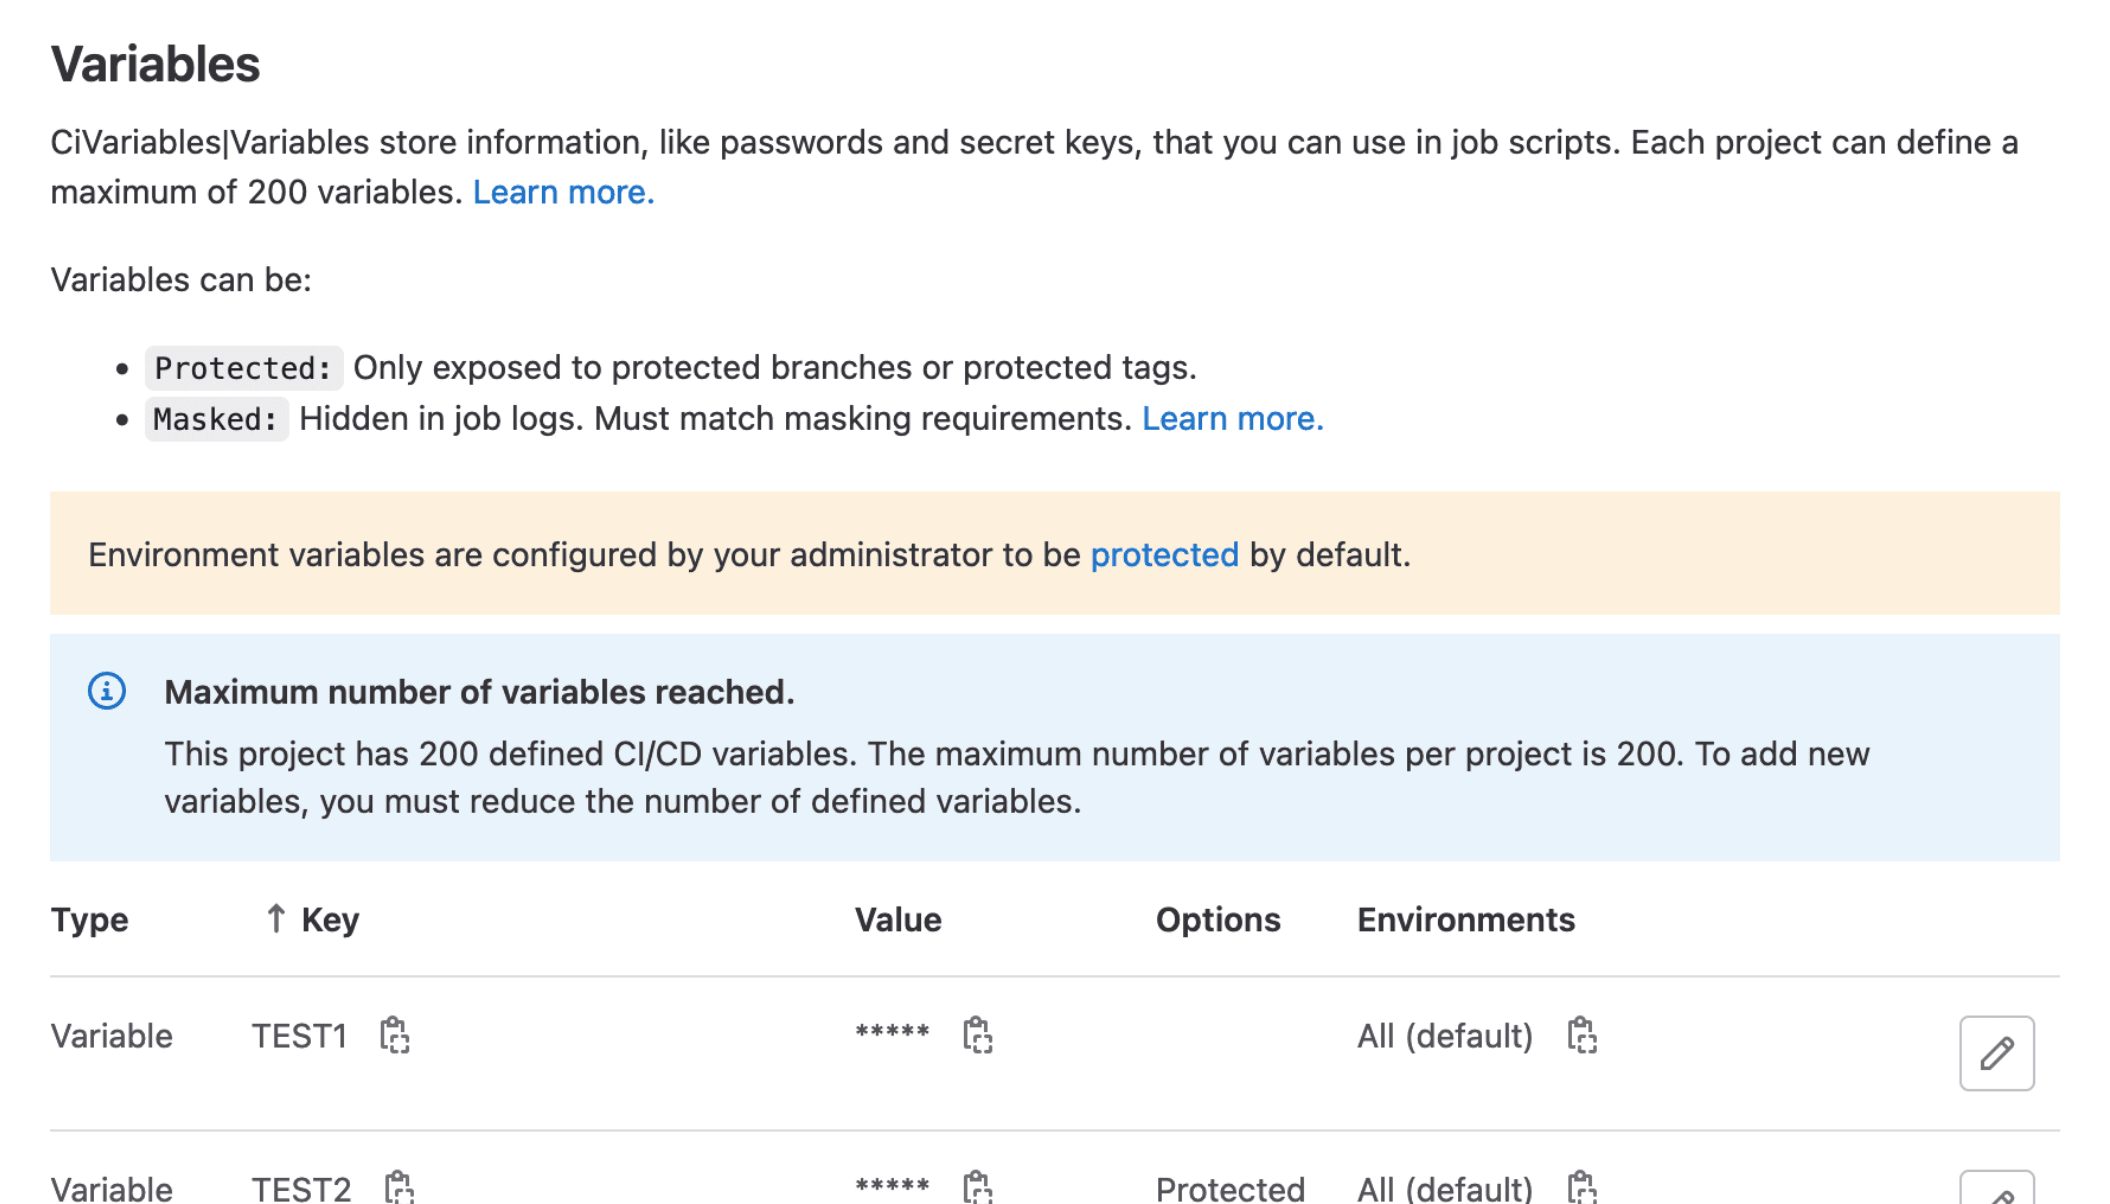 Variables
CiVariables|Variables store information, like passwords and secret keys, that you can use in job scripts. Each project can define a
maximum of 200 variables. Learn more.
Variables can be:
• Protected: Only exposed to protected branches or protected tags.
• Masked: Hidden in job logs. Must match masking requirements. Learn more.
Environment variables are configured by your administrator to be protected by default.
Maximum number of variables reached.
This project has 200 defined CI/CD variables. The maximum number of variables per project is 200. To add new
variables, you must reduce the number of defined variables.
Type ↑ Key Value Options Environments
Variable TEST1 ***** All (default)
Variable TEST2 ***** Protected All (default)